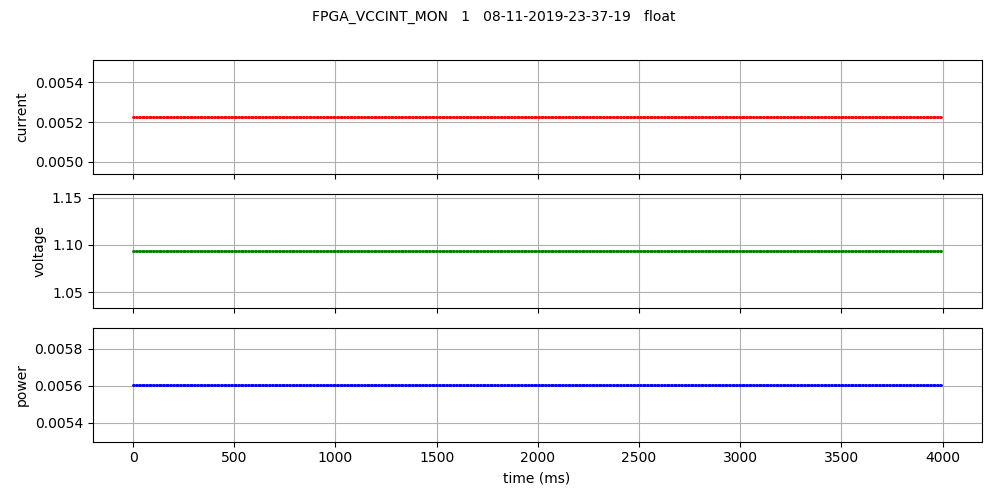 FPGA_VCCINT_MON 1 08-11-2019-23-37-19 float
0.0054
0.0052
0.0050
current
1.15
1.10
1.05
voltage
0.0058
0.0056
0.0054
power
0 500 1000 1500 2000 2500 3000 3500 4000
time (ms)